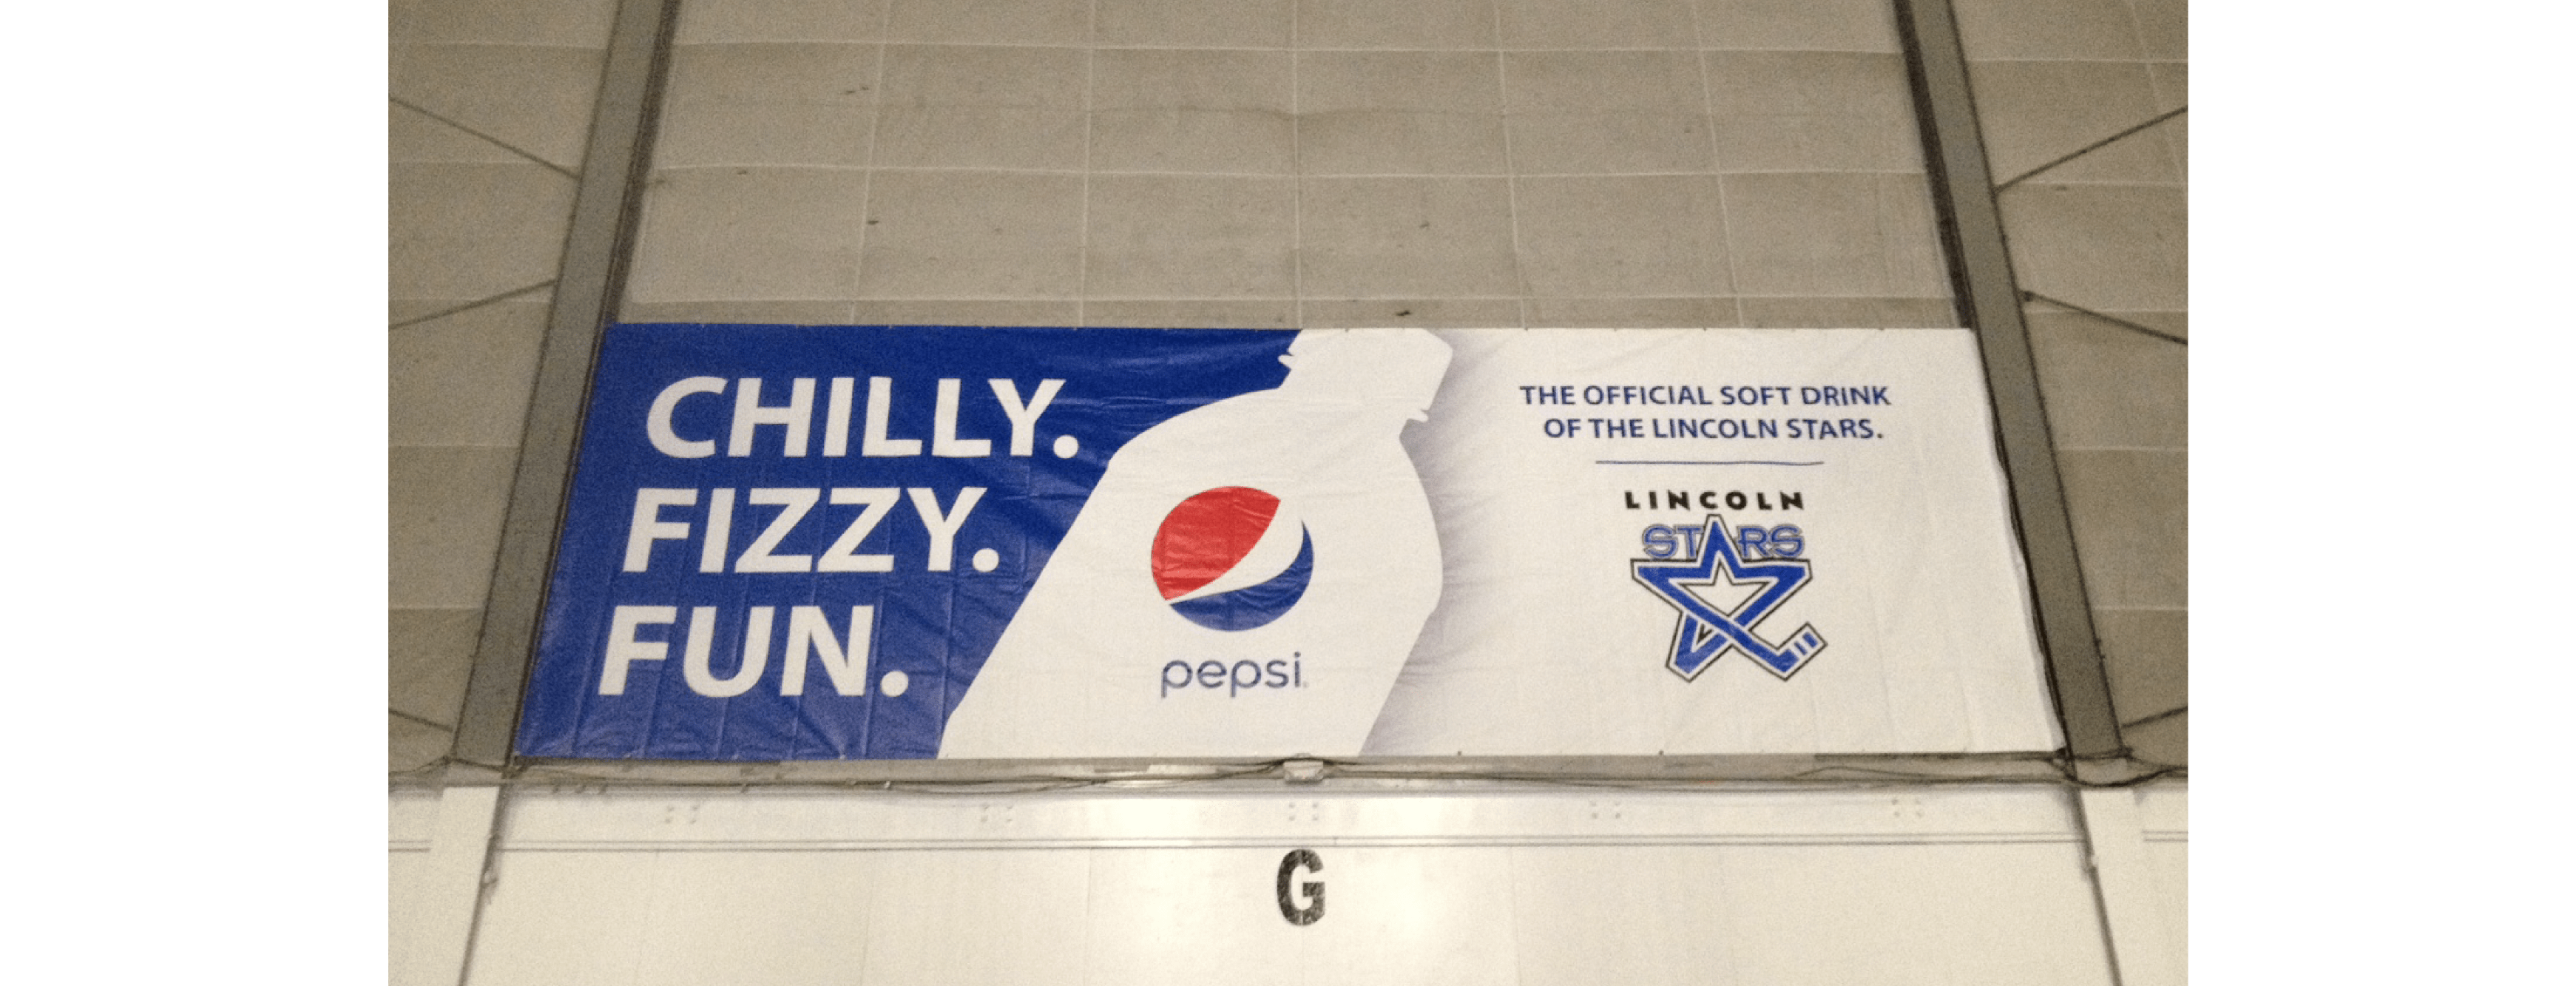 CHILLY.
FIZZY.
FUN.
pepsi
THE OFFICIAL SOFT DRINK
OF THE LINCOLN STARS.
LINCOLN
STARS
G